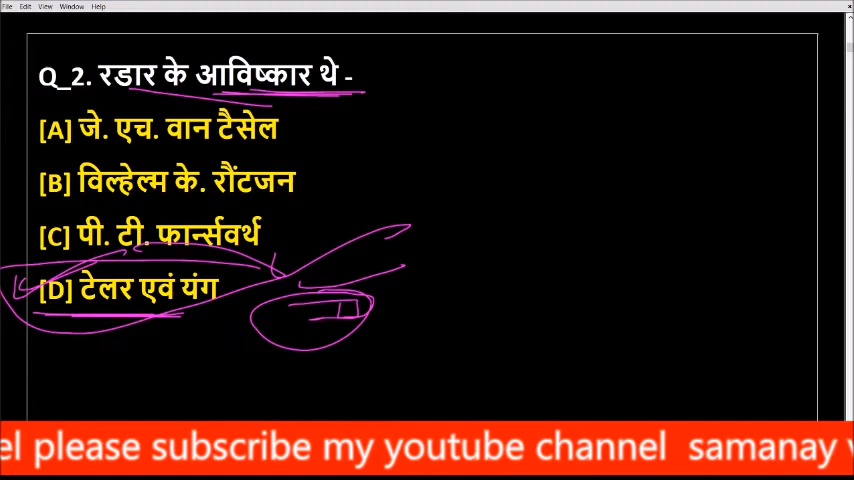 File Edit View Window Help
Q_2. रडार के आविष्कार थे -
[A] जे. एच. वान टैसेल
[B] विल्हेल्म के. रौंटजन
[C] पी. टी. फार्न्सवर्थ
[D] टेलर एवं यंग
el please subscribe my youtube channel samanay v